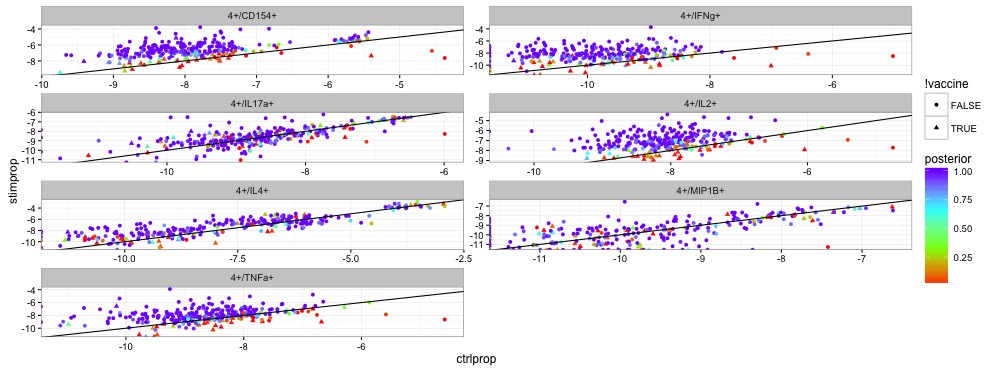 4+/CD154+
-4
-6
-8
-10 -9 -8 -7 -6 -5
4+/IFNg+
-4
-6
-8
-10
-10 -8 -6
4+/IL17a+
-6
-7
-8
-9
-10
-11
-10 -8 -6
4+/IL2+
-5
-6
-7
-8
-9
-10 -8 -6
4+/IL4+
-4
-6
-8
-10
-10.0 -7.5 -5.0 -2.5
4+/MIP1B+
-7
-8
-9
-10
-11
-11 -10 -9 -8 -7
4+/TNFa+
-4
-6
-8
-10
-10 -8 -6
ctrlprop
stimprop
!vaccine
FALSE
TRUE
posterior
1.00
0.75
0.50
0.25